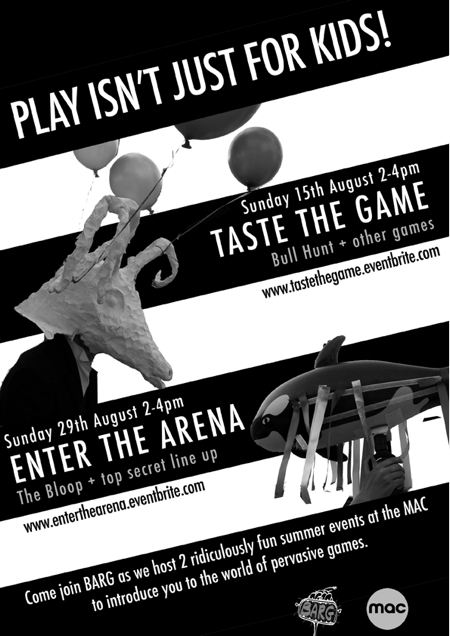 PLAY ISN'T JUST FOR KIDS!
Sunday 15th August 2-4pm
TASTE THE GAME
Bull Hunt + other games
www.tastethegame.eventbrite.com
Sunday 29th August 2-4pm
ENTER THE ARENA
The Bloop + top secret line up
www.enterthearena.eventbrite.com
Come join BARG as we host 2 ridiculously fun summer events at the MAC
to introduce you to the world of pervasive games.
BARG
mac